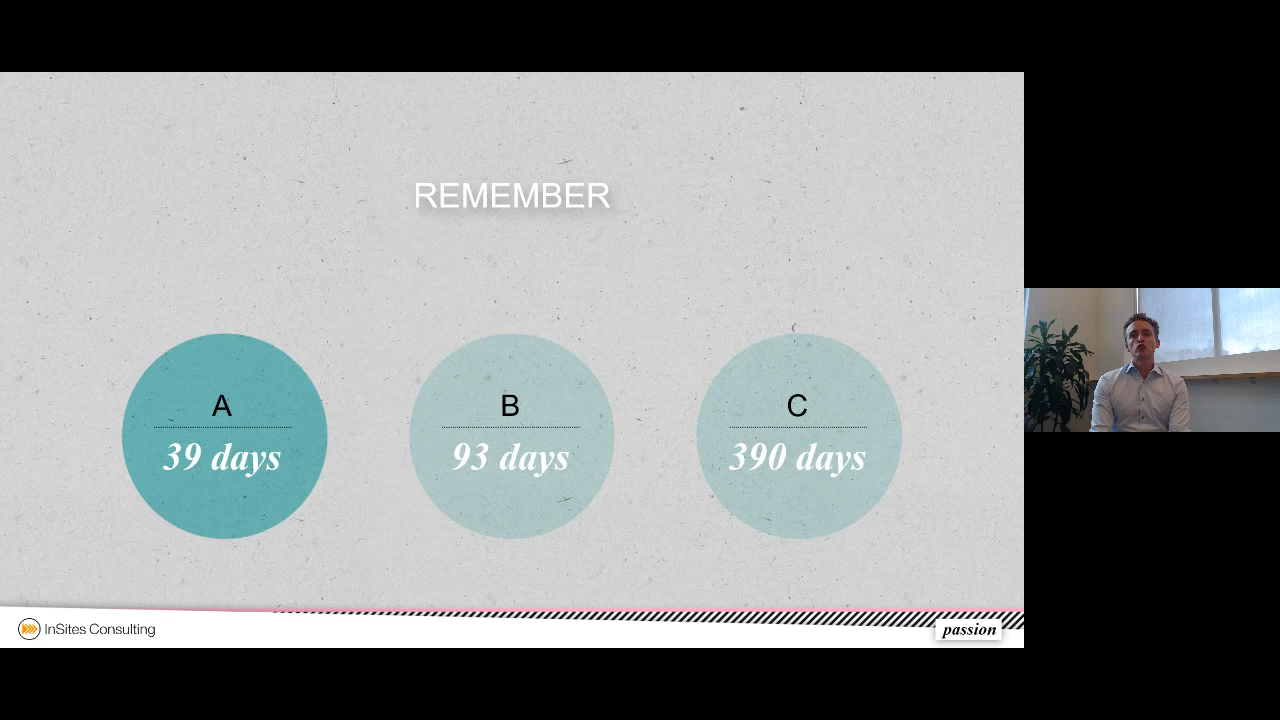 REMEMBER
A
39 days
B
93 days
C
390 days
InSites Consulting
passion